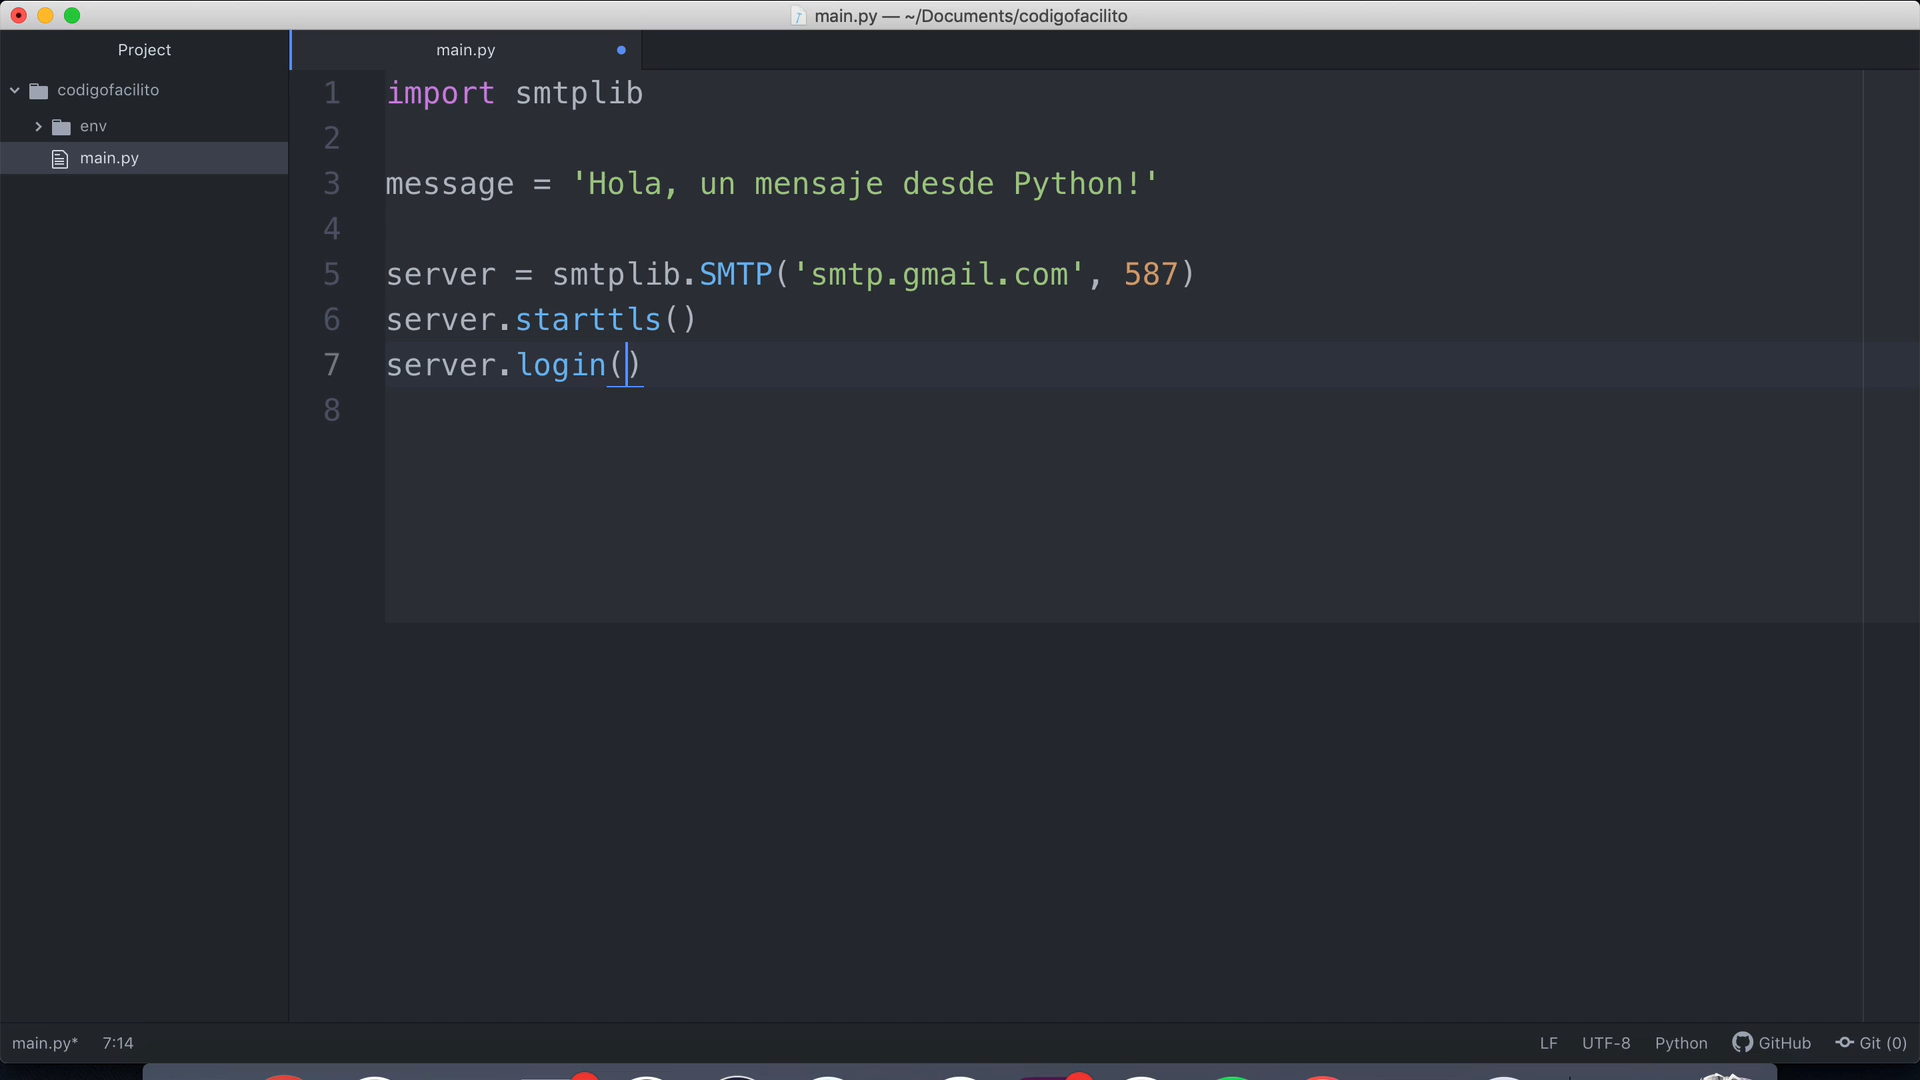 main.py — ~/Documents/codigofacilito
Project
main.py
codigofacilito
env
main.py
1 import smtplib
2
3 message = 'Hola, un mensaje desde Python!'
4
5 server = smtplib.SMTP('smtp.gmail.com', 587)
6 server.starttls()
7 server.login()
8
main.py* 7:14 LF UTF-8 Python GitHub Git (0)